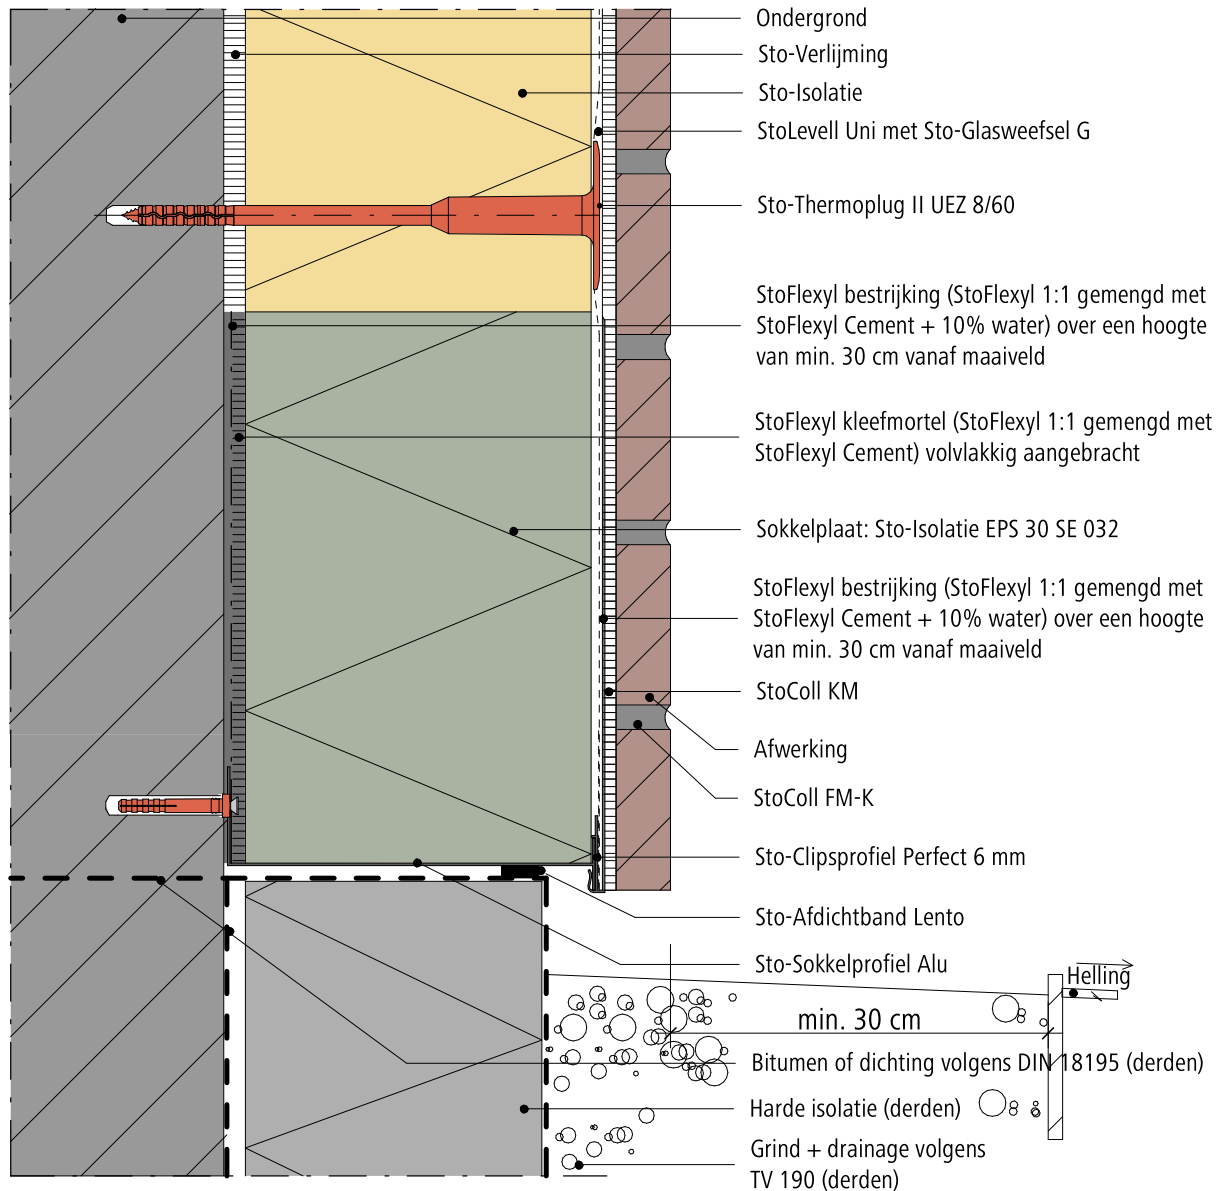 Ondergrond
Sto-Verlijming
Sto-Isolatie
StoLevell Uni met Sto-Glasweefsel G
Sto-Thermoplug II UEZ 8/60
StoFlexyl bestrijking (StoFlexyl 1:1 gemengd met
StoFlexyl Cement + 10% water) over een hoogte
van min. 30 cm vanaf maaiveld
StoFlexyl kleefmortel (StoFlexyl 1:1 gemengd met
StoFlexyl Cement) volvlakkig aangebracht
Sokkelplaat: Sto-Isolatie EPS 30 SE 032
StoFlexyl bestrijking (StoFlexyl 1:1 gemengd met
StoFlexyl Cement + 10% water) over een hoogte
van min. 30 cm vanaf maaiveld
StoColl KM
Afwerking
StoColl FM-K
Sto-Clipsprofiel Perfect 6 mm
Sto-Afdichtband Lento
Sto-Sokkelprofiel Alu
Helling
min. 30 cm
Bitumen of dichting volgens DIN 18195 (derden)
Harde isolatie (derden)
Grind + drainage volgens
TV 190 (derden)